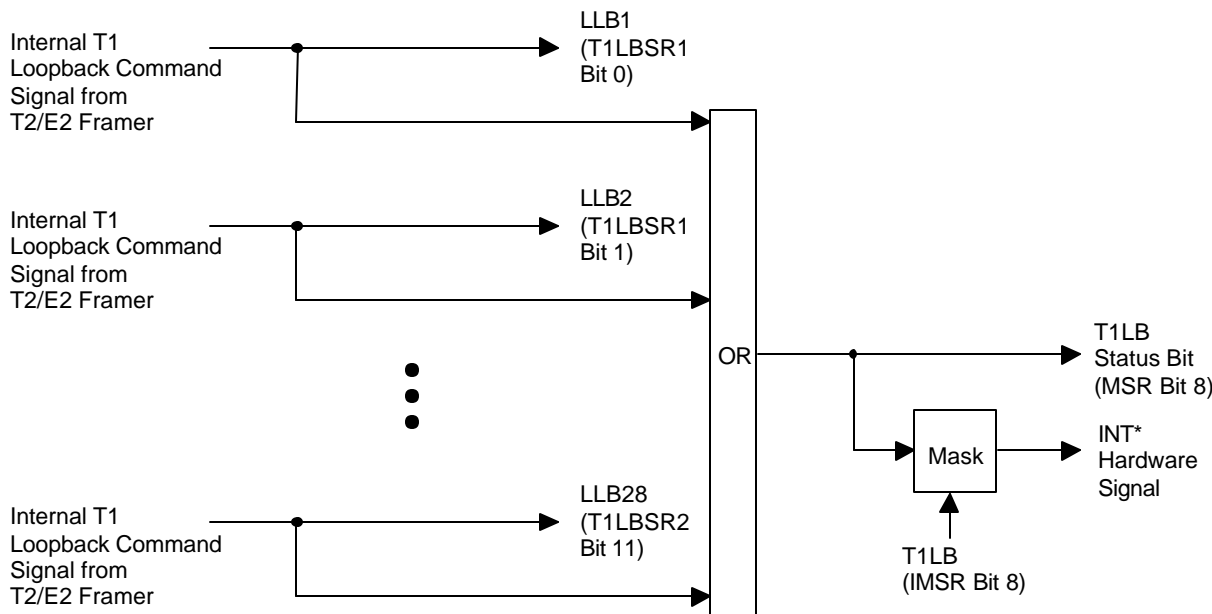 Internal T1
Loopback Command
Signal from
T2/E2 Framer
LLB1
(T1LBSR1
Bit 0)
Internal T1
Loopback Command
Signal from
T2/E2 Framer
LLB2
(T1LBSR1
Bit 1)
OR
T1LB
Status Bit
(MSR Bit 8)
Mask
INT*
Hardware
Signal
T1LB
(IMSR Bit 8)
Internal T1
Loopback Command
Signal from
T2/E2 Framer
LLB28
(T1LBSR2
Bit 11)